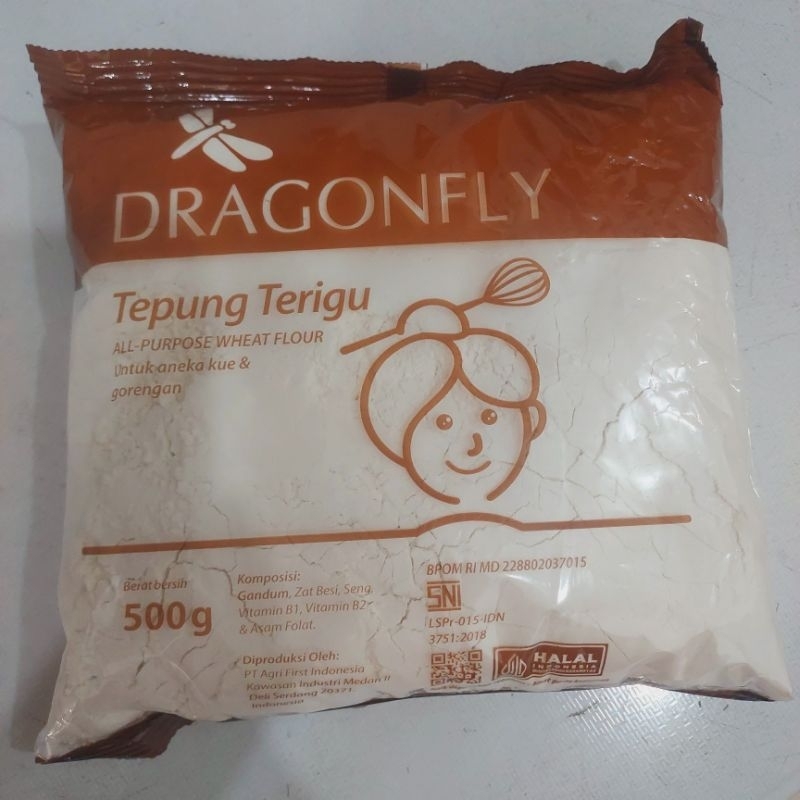 DRAGONFLY
Tepung Terigu
ALL-PURPOSE WHEAT FLOUR
Untuk aneka kue &
gorengan
Berat bersih
500g
Komposisi:
Gandum, Zat Besi, Seng,
Vitamin B1, Vitamin B2
& Asam Folat.
Diproduksi Oleh:
PT Agri First Indonesia
Kawasan Industri Medan II
Deli Serdang 20371.
Indonesia
BPOM RI MD 228802037015
SNI
LSPr-015-IDN
3751:2018
HALAL
INDONESIA